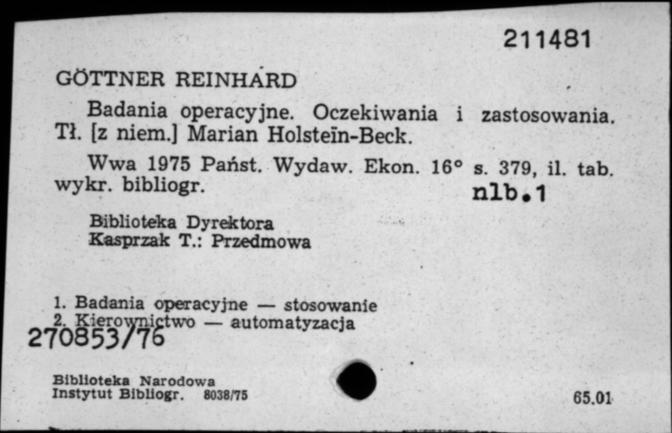 211481
GÖTTNER REINHARD
Badania operacyjne. Oczekiwania i zastosowania.
Tł. [z niem.] Marian Holstein-Beck.
Wwa 1975 Państ. Wydaw. Ekon. 16° s. 379, il. tab.
wykr. bibliogr. nlb.1
Biblioteka Dyrektora
Kasprzak T.: Przedmowa
1. Badania operacyjne — stosowanie
2. Kierownictwo — automatyzacja
270853/76
Biblioteka Narodowa
Instytut Bibliogr. 8038/75
65.01